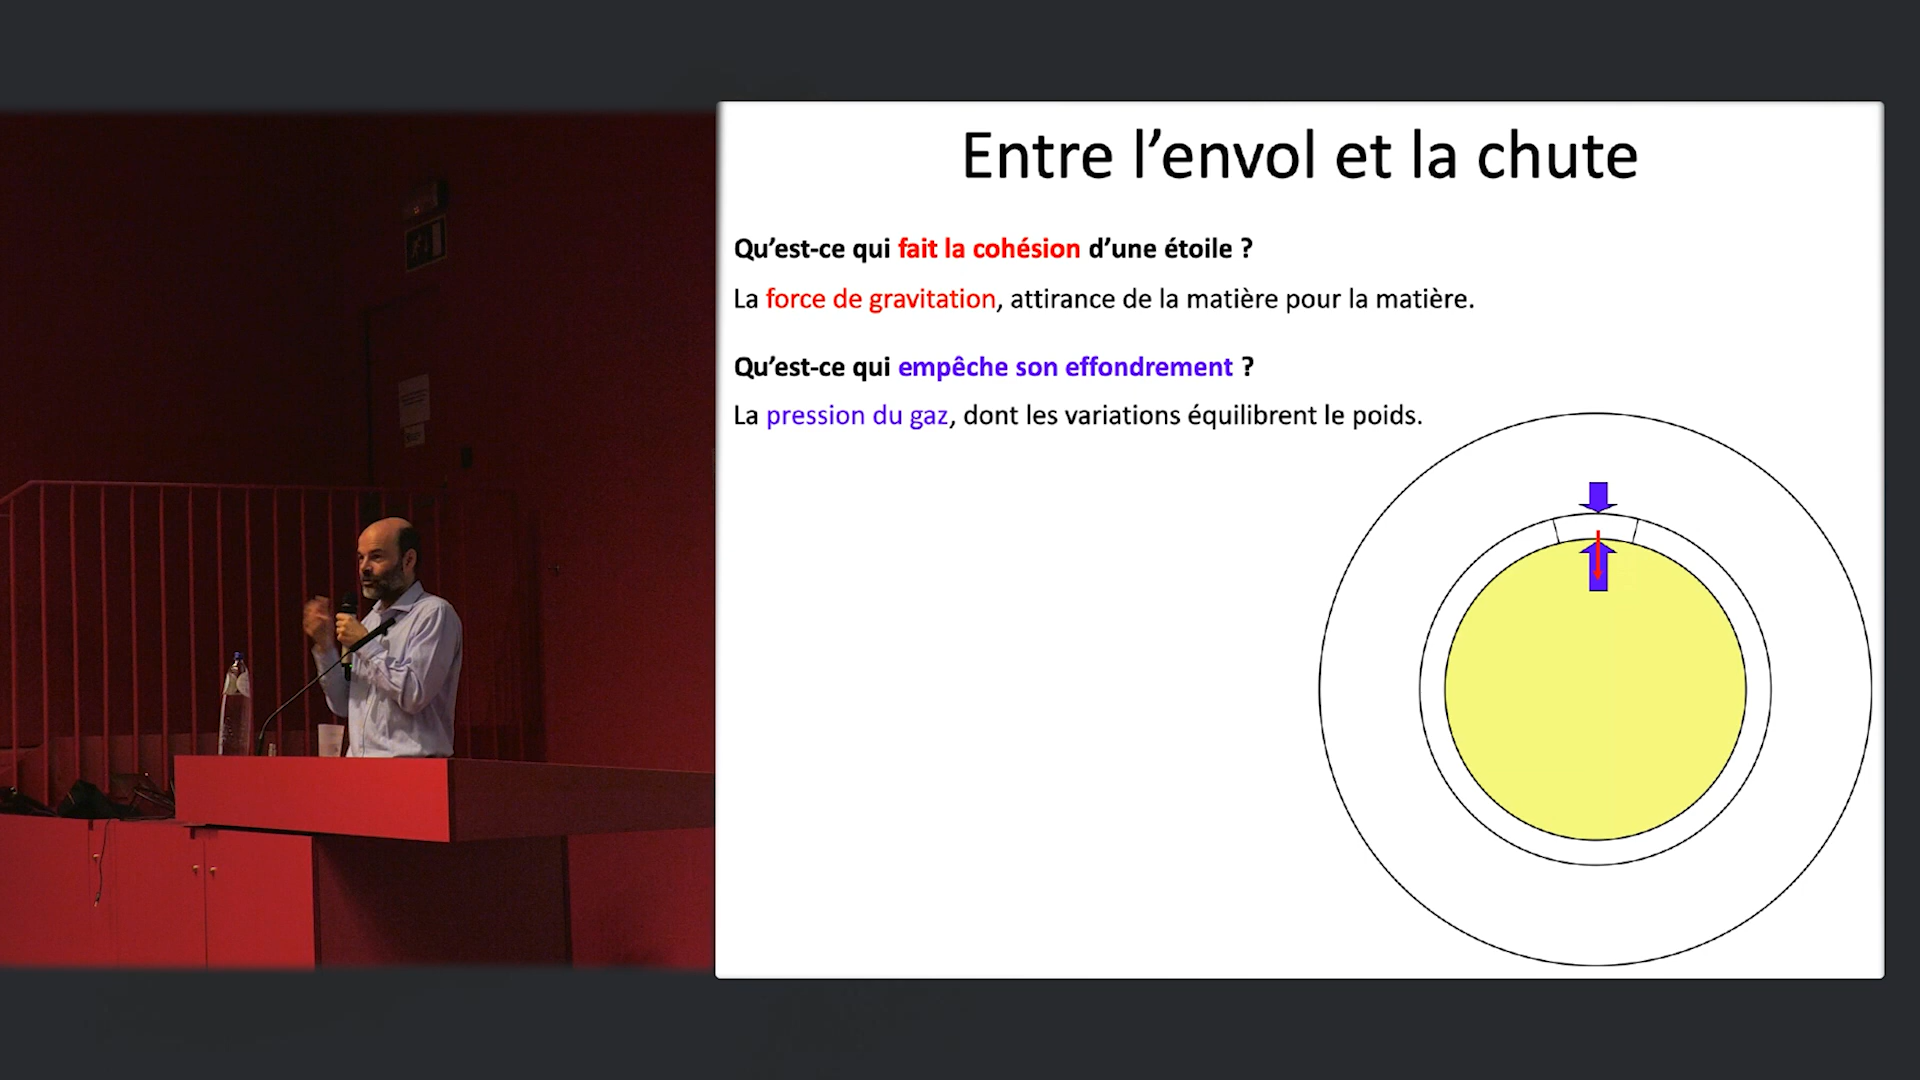 Entre l’envol et la chute
Qu’est-ce qui fait la cohésion d’une étoile ?
La force de gravitation, attirance de la matière pour la matière.
Qu’est-ce qui empêche son effondrement ?
La pression du gaz, dont les variations équilibrent le poids.